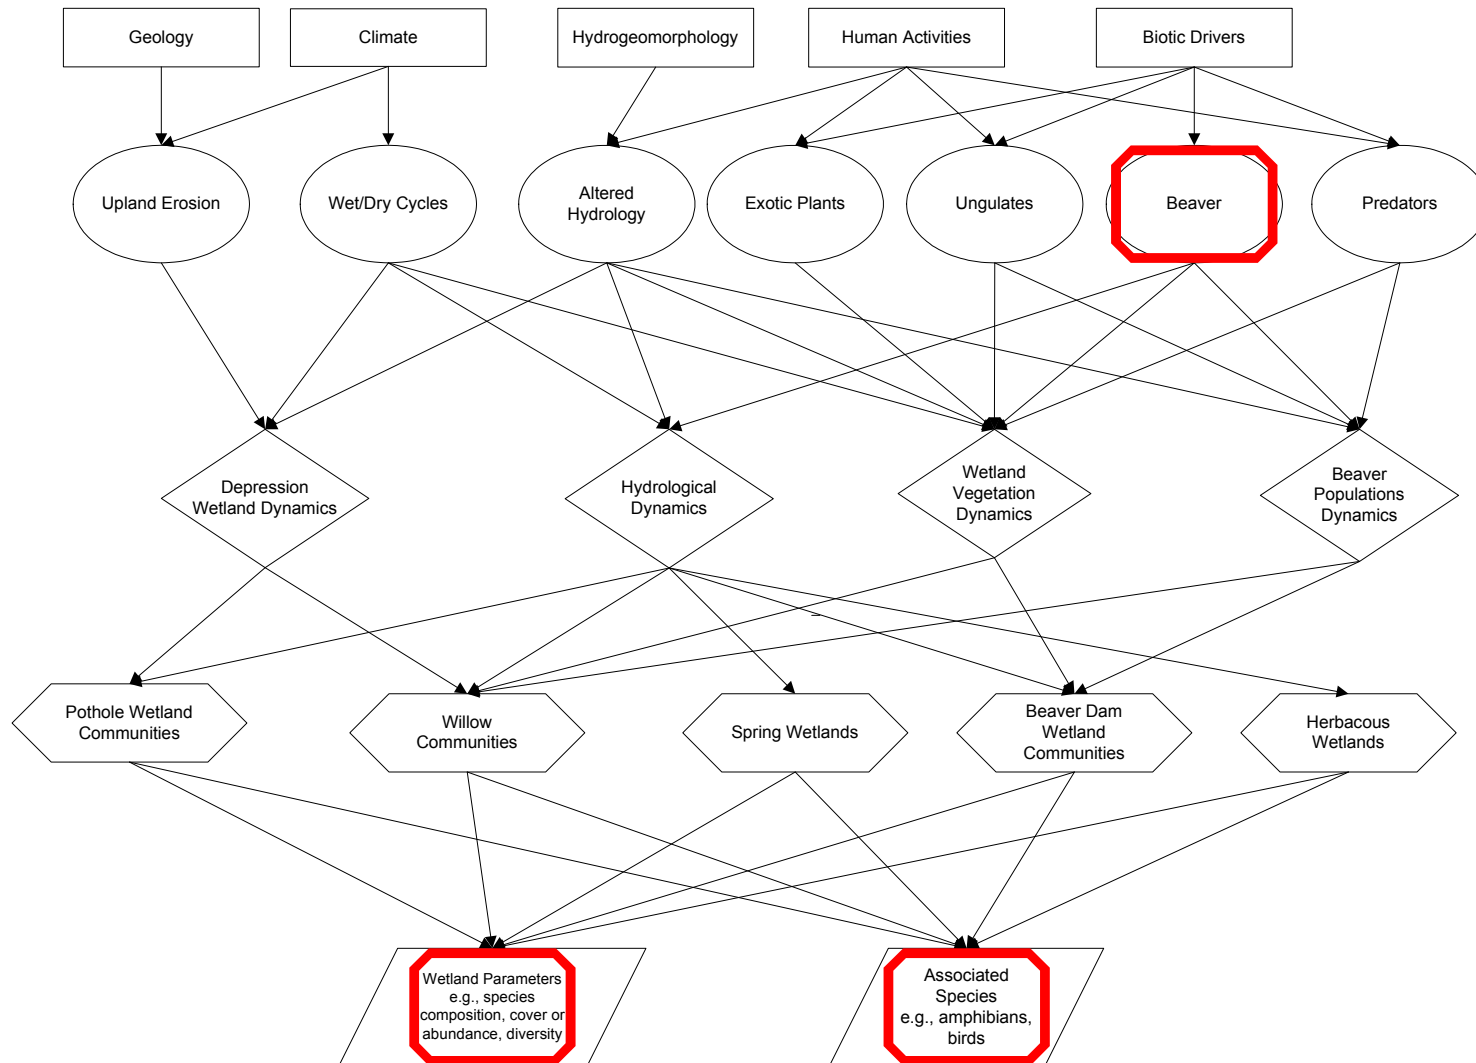 Geology
Climate
Hydrogeomorphology
Human Activities
Biotic Drivers
Upland Erosion
Wet/Dry Cycles
Altered
Hydrology
Exotic Plants
Ungulates
Beaver
Predators
Depression
Wetland Dynamics
Hydrological
Dynamics
Wetland
Vegetation
Dynamics
Beaver
Populations
Dynamics
Pothole Wetland
Communities
Willow
Communities
Spring Wetlands
Beaver Dam
Wetland
Communities
Herbacous
Wetlands
Wetland Parameters
e.g., species
composition, cover or
abundance, diversity
Associated
Species
e.g., amphibians,
birds